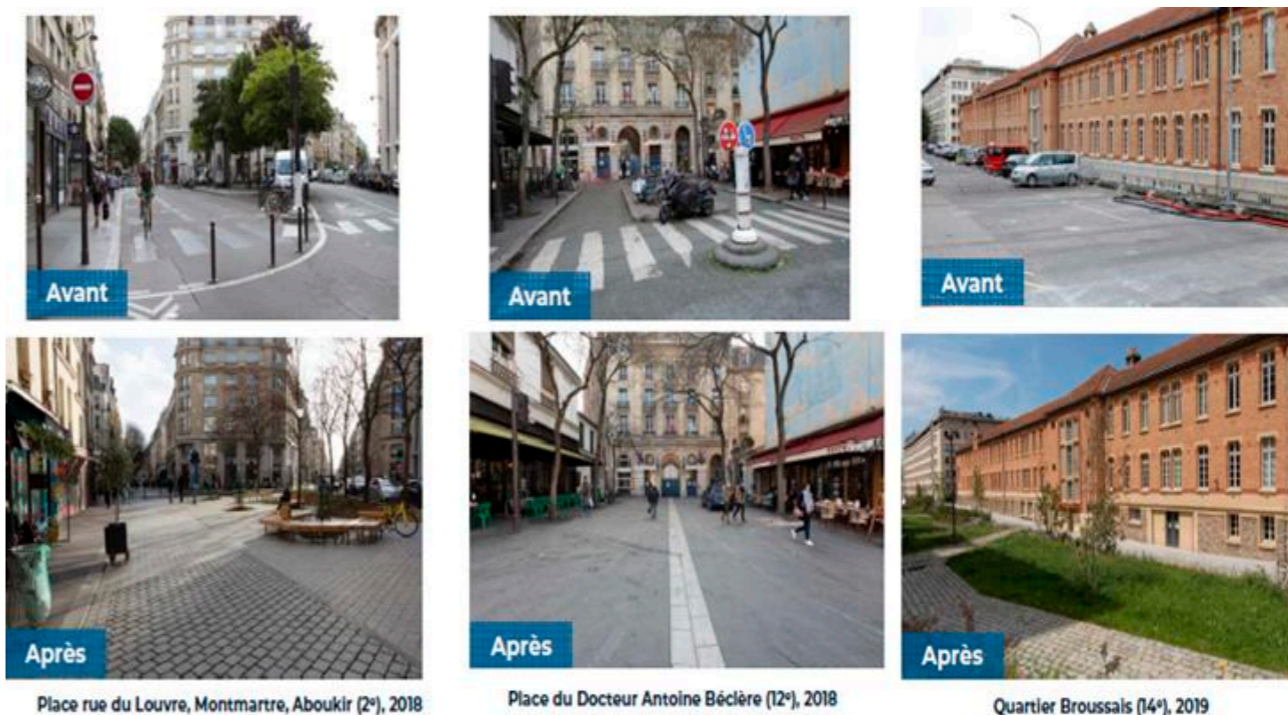 Avant
Avant
Avant
Après
Après
Après
Place rue du Louvre, Montmartre, Aboukir (2ᵉ), 2018
Place du Docteur Antoine Béclère (12ᵉ), 2018
Quartier Broussais (14ᵉ), 2019